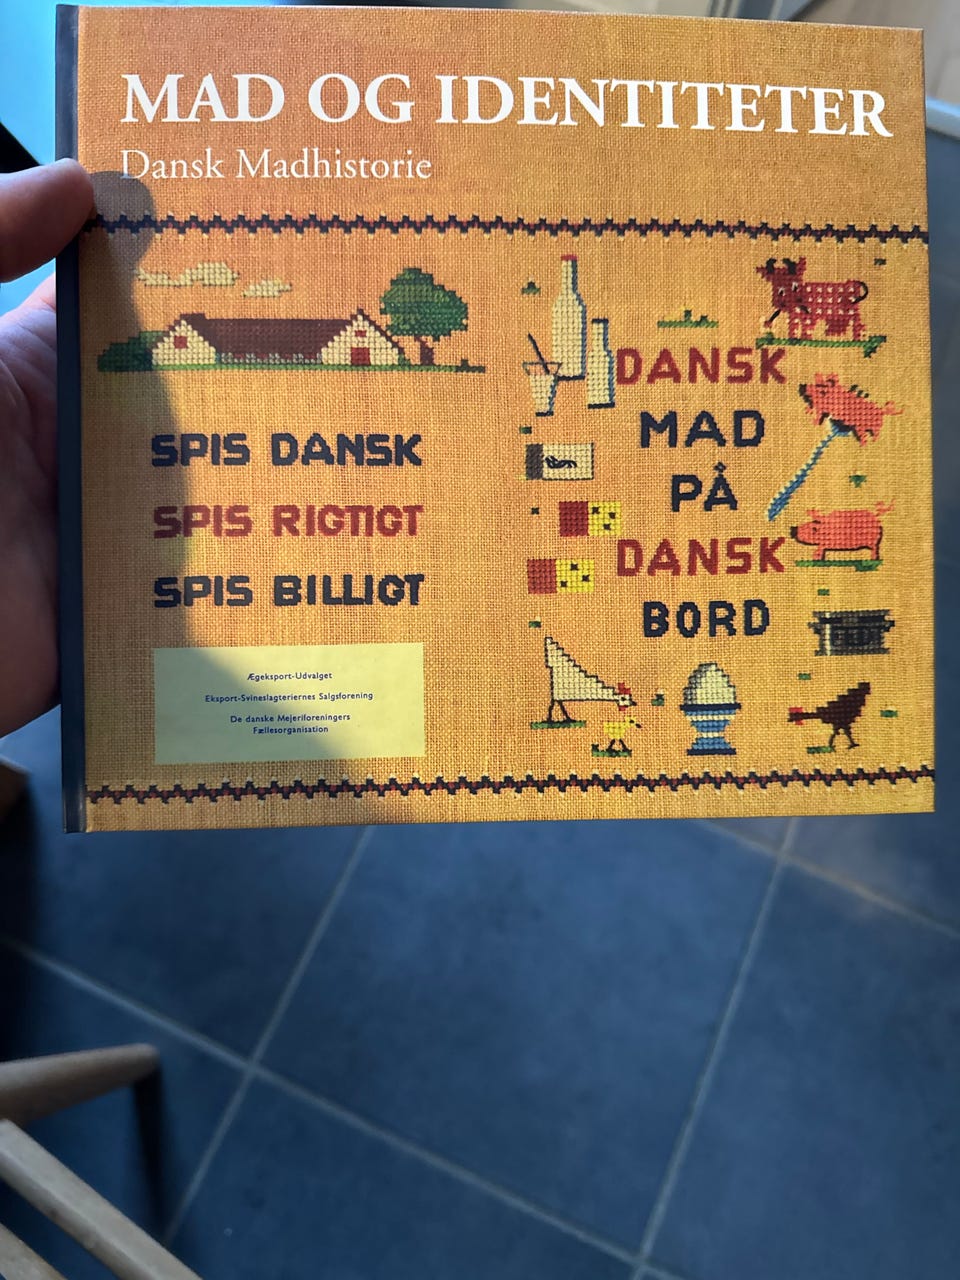 MAD OG IDENTITETER
Dansk Madhistorie
SPIS DANSK
SPIS RIGTIGT
SPIS BILLIGT
Ægeksport-Udvalget
Eksport-Svineslagteriernes Salgsforening
De danske Mejeriforeningers
Fællesorganisation
DANSK
MAD
PÅ
DANSK
BORD